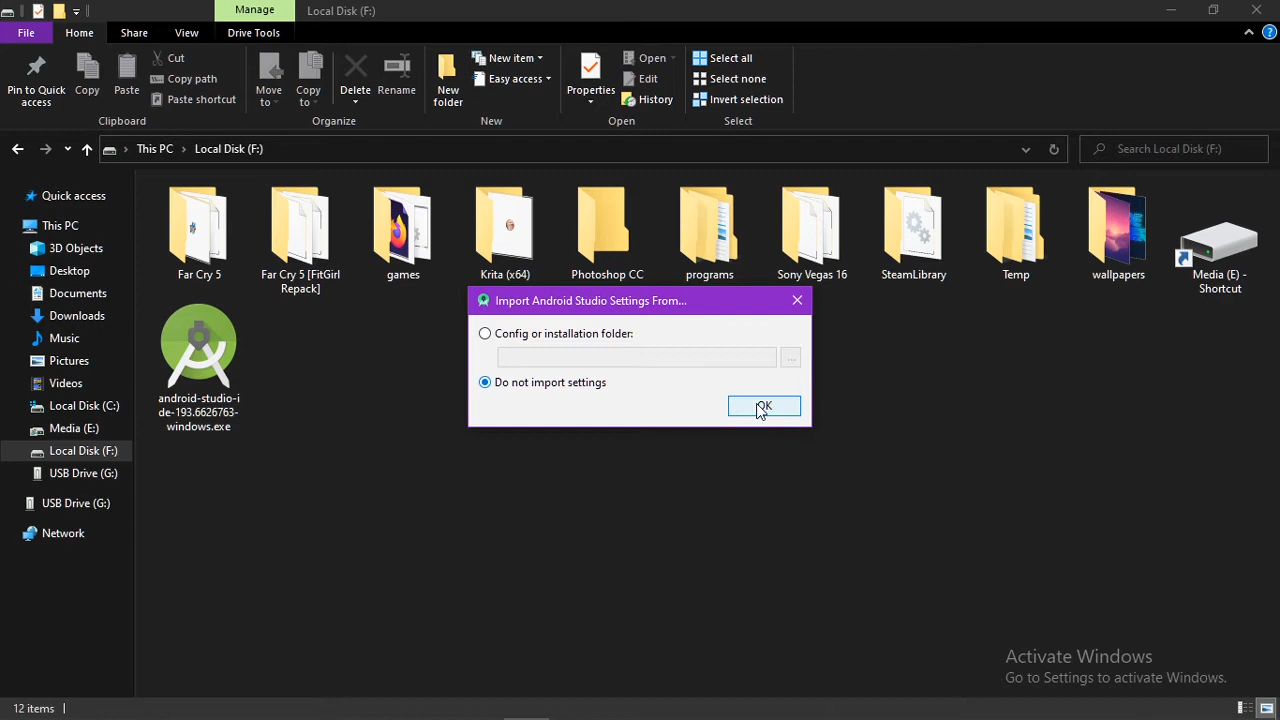 Manage
Local Disk (F:)
File
Home
Share
View
Drive Tools
Pin to Quick access
Copy
Paste
Cut
Copy path
Paste shortcut
Clipboard
Move to
Copy to
Delete
Rename
Organize
New folder
New item
Easy access
New
Properties
Open
Edit
History
Open
Select all
Select none
Invert selection
Select
This PC
Local Disk (F:)
Search Local Disk (F:)
Quick access
This PC
3D Objects
Desktop
Documents
Downloads
Music
Pictures
Videos
Local Disk (C:)
Media (E:)
Local Disk (F:)
USB Drive (G:)
USB Drive (G:)
Network
Far Cry 5
Far Cry 5 [FitGirl
Repack]
games
Krita (x64)
Photoshop CC
programs
Sony Vegas 16
SteamLibrary
Temp
wallpapers
Media (E) -
Shortcut
android-studio-i
de-193.6626763-
windows.exe
Import Android Studio Settings From...
Config or installation folder:
...
Do not import settings
OK
Activate Windows
Go to Settings to activate Windows.
12 items